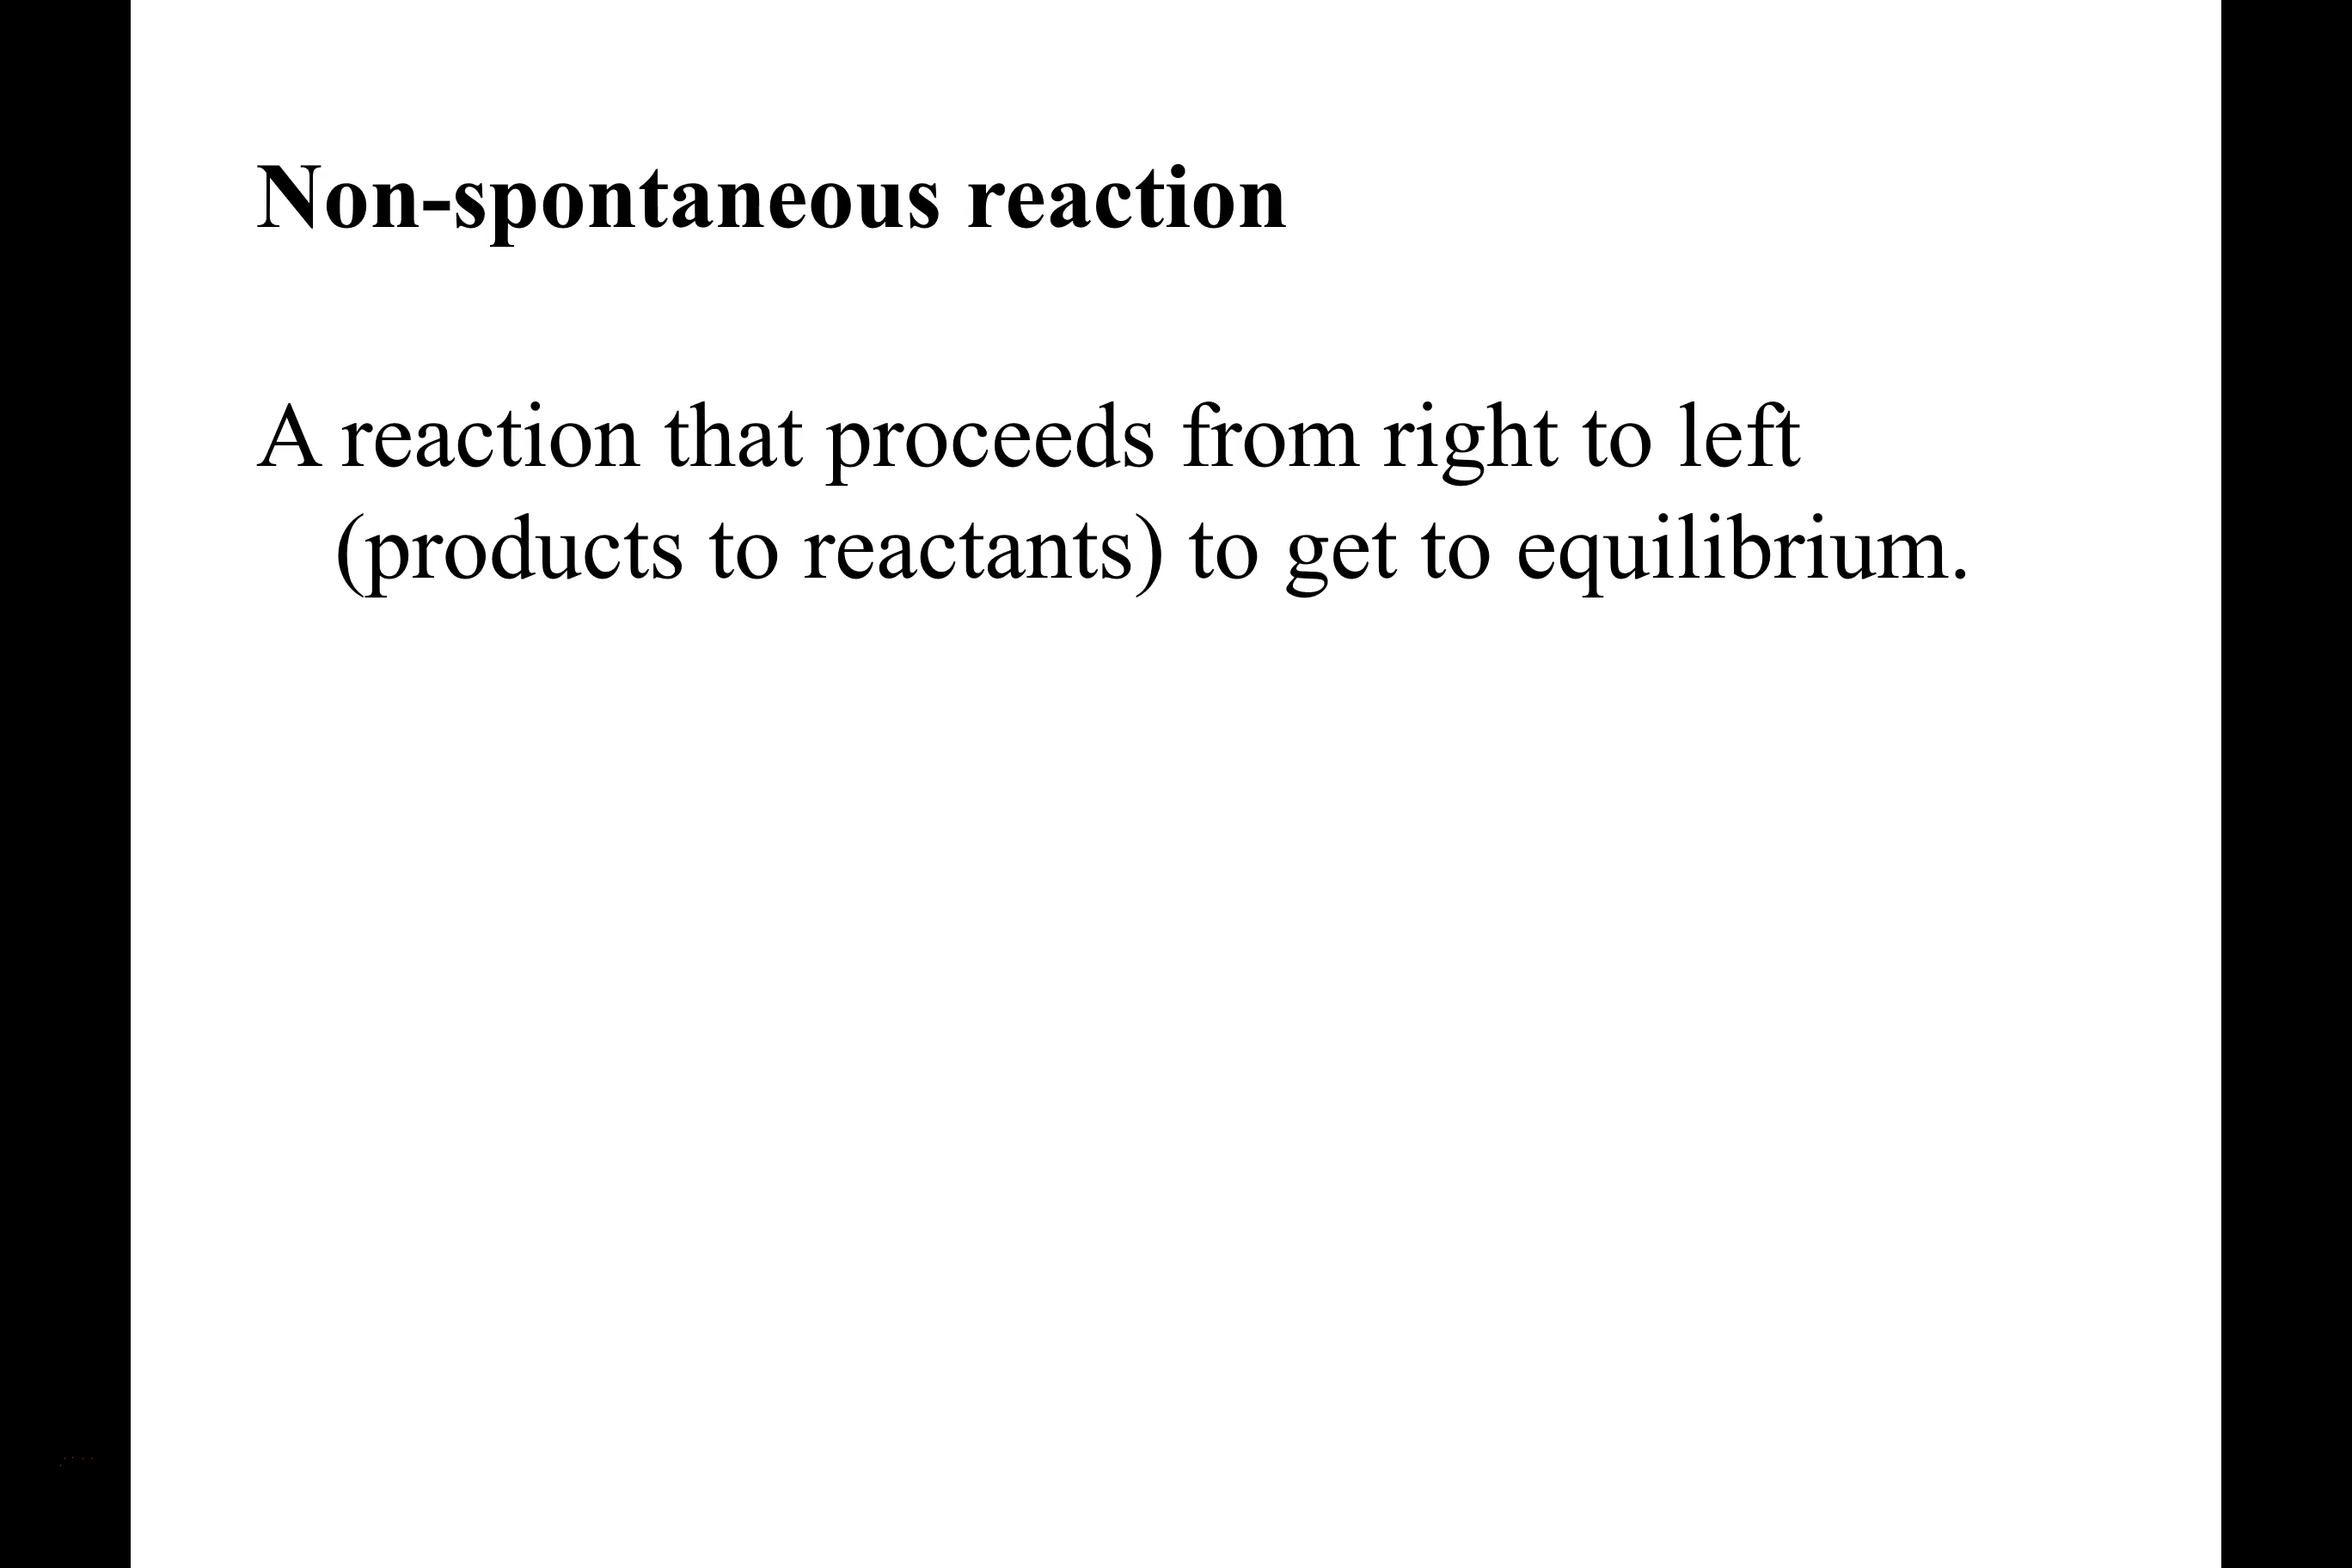 Non-spontaneous reaction
A reaction that proceeds from right to left
(products to reactants) to get to equilibrium.